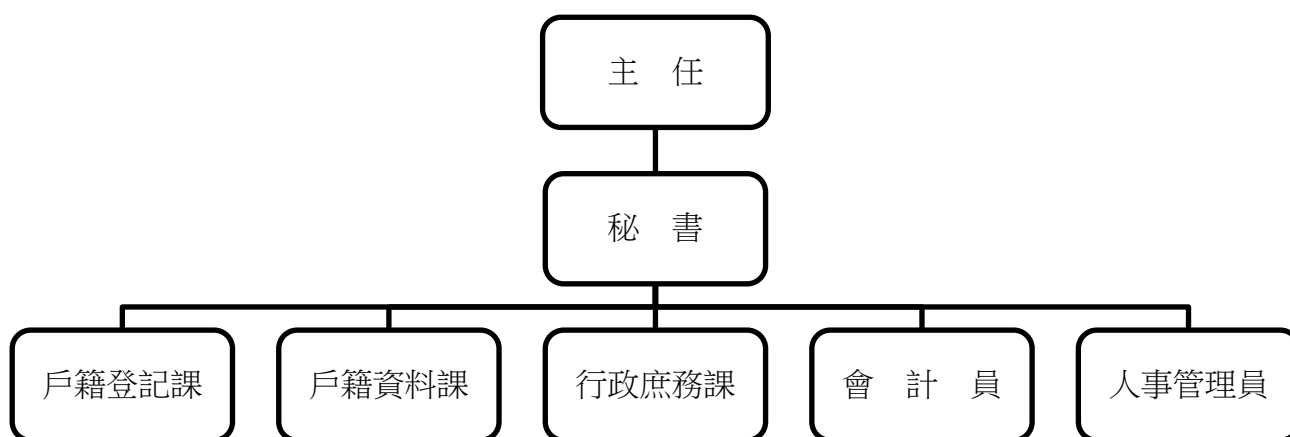 主　任
秘　書
戶籍登記課
戶籍資料課
行政庶務課
會　計　員
人事管理員